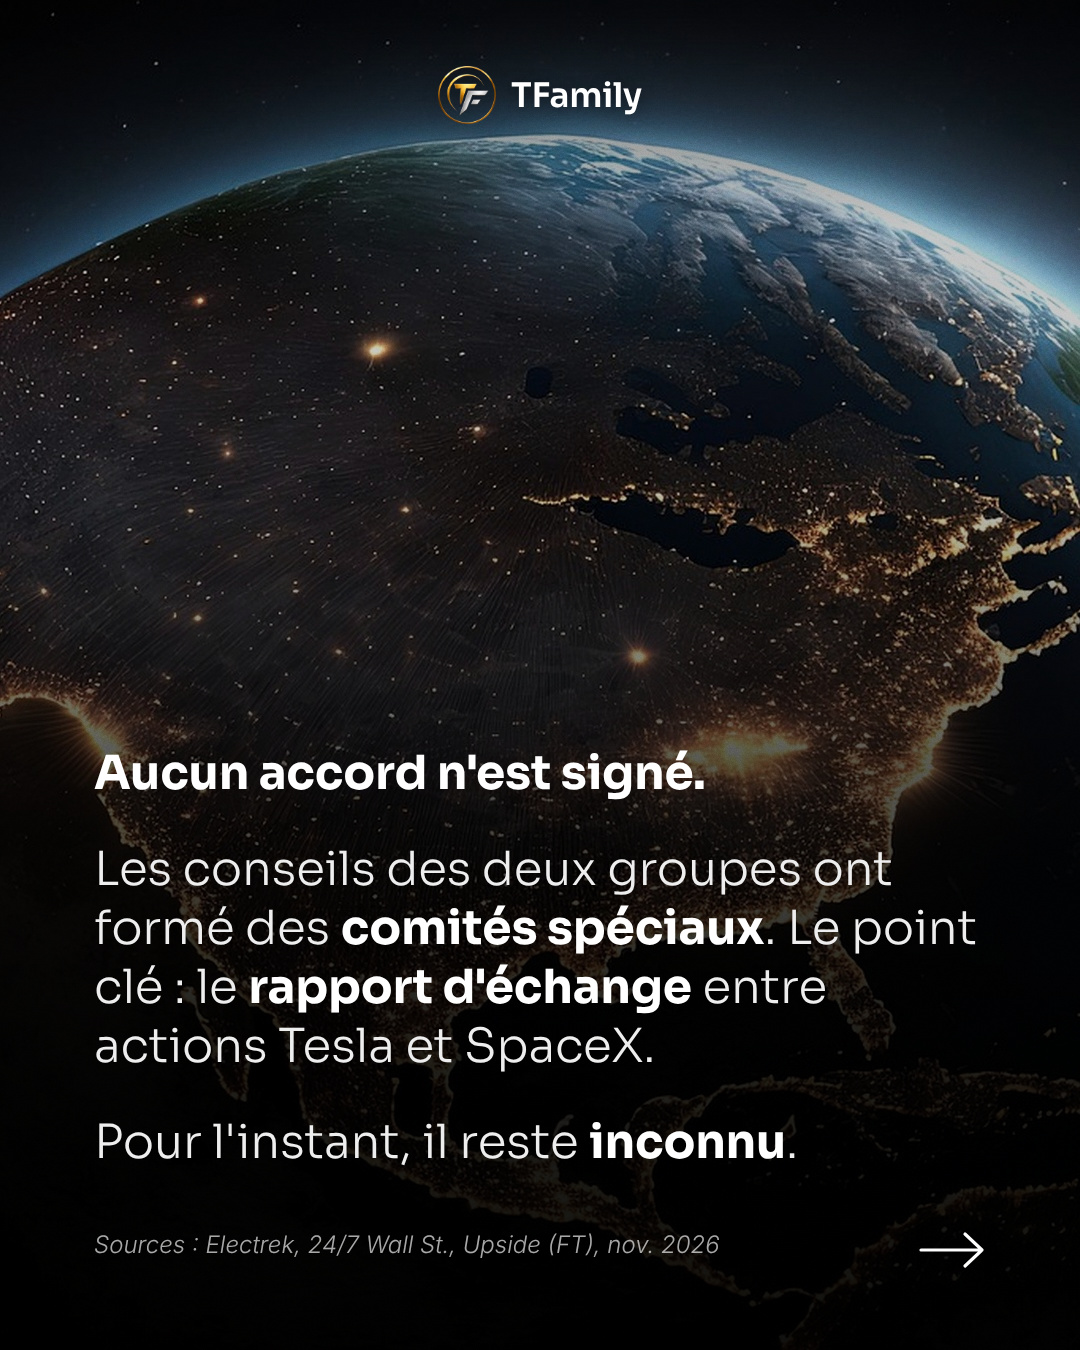 TFamily
Aucun accord n'est signé.
Les conseils des deux groupes ont
formé des comités spéciaux. Le point
clé : le rapport d'échange entre
actions Tesla et SpaceX.
Pour l'instant, il reste inconnu.
Sources : Electrek, 24/7 Wall St., Upside (FT), nov. 2026